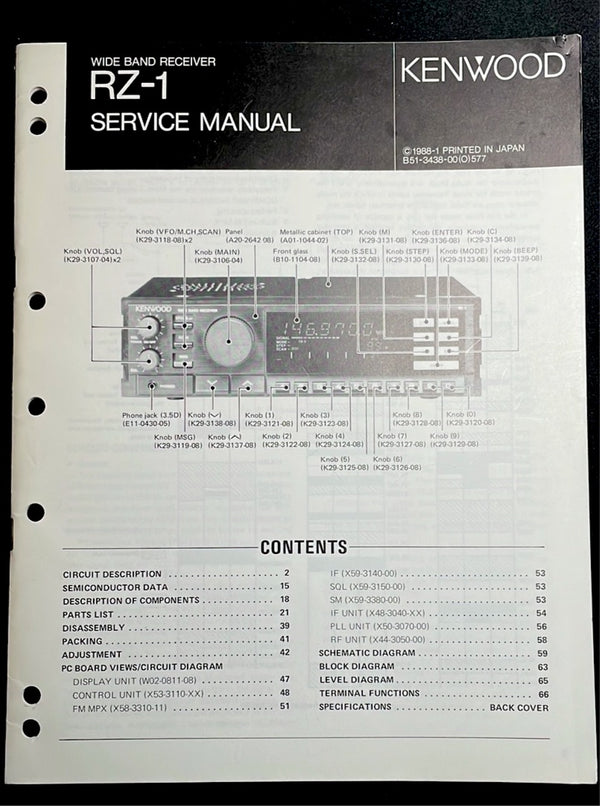 WIDE BAND RECEIVER
RZ-1
SERVICE MANUAL
KENWOOD
©1988-1 PRINTED IN JAPAN
B51-3438-00(O)577
Knob (VOL,SQL)
(K29-3107-04)x2
Knob (VFO/M.CH,SCAN)
(K29-3118-08)x2
Knob (MAIN)
(K29-3106-04)
Panel
(A20-2642-08)
Metallic cabinet (TOP)
(A01-1044-02)
Front glass
(B10-1104-08)
Knob (M)
(K29-3131-08)
Knob (S.SEL)
(K29-3132-08)
Knob (STEP)
(K29-3130-08)
Knob (ENTER)
(K29-3136-08)
Knob (MODE)
(K29-3133-08)
Knob (C)
(K29-3134-08)
Knob (BEEP)
(K29-3139-08)
KENWOOD
146.9700
Phone jack (3.5D)
(E11-0430-05)
Knob (MSG)
(K29-3119-08)
Knob (﹀)
(K29-3138-08)
Knob (︿)
(K29-3137-08)
Knob (1)
(K29-3121-08)
Knob (2)
(K29-3122-08)
Knob (3)
(K29-3123-08)
Knob (4)
(K29-3124-08)
Knob (5)
(K29-3125-08)
Knob (6)
(K29-3126-08)
Knob (7)
(K29-3127-08)
Knob (8)
(K29-3128-08)
Knob (9)
(K29-3129-08)
Knob (0)
(K29-3120-08)
CONTENTS
CIRCUIT DESCRIPTION . . . . . . . . . . . . . . . . . . 2
SEMICONDUCTOR DATA . . . . . . . . . . . . . . . . . 15
DESCRIPTION OF COMPONENTS . . . . . . . . . . . . 18
PARTS LIST . . . . . . . . . . . . . . . . . . . . . . . . 21
DISASSEMBLY . . . . . . . . . . . . . . . . . . . . . . . 39
PACKING . . . . . . . . . . . . . . . . . . . . . . . . . . 41
ADJUSTMENT . . . . . . . . . . . . . . . . . . . . . . . 42
PC BOARD VIEWS/CIRCUIT DIAGRAM
DISPLAY UNIT (W02-0811-08) . . . . . . . . . . . . 47
CONTROL UNIT (X53-3110-XX) . . . . . . . . . . . 48
FM MPX (X58-3310-11) . . . . . . . . . . . . . . . . 51
IF (X59-3140-00) . . . . . . . . . . . . . . . . . . . . 53
SQL (X59-3150-00) . . . . . . . . . . . . . . . . . . 53
SM (X59-3380-00) . . . . . . . . . . . . . . . . . . . 53
IF UNIT (X48-3040-XX) . . . . . . . . . . . . . . . 54
PLL UNIT (X50-3070-00) . . . . . . . . . . . . . . 56
RF UNIT (X44-3050-00) . . . . . . . . . . . . . . . 58
SCHEMATIC DIAGRAM . . . . . . . . . . . . . . . . . 59
BLOCK DIAGRAM . . . . . . . . . . . . . . . . . . . . 63
LEVEL DIAGRAM . . . . . . . . . . . . . . . . . . . . 65
TERMINAL FUNCTIONS . . . . . . . . . . . . . . . . 66
SPECIFICATIONS . . . . . . . . . . . . . . BACK COVER